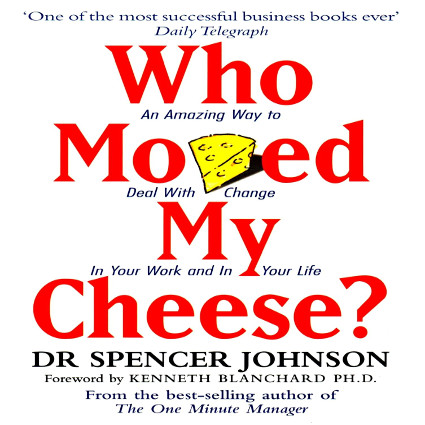 ‘One of the most successful business books ever’
Daily Telegraph
Who
An Amazing Way to
Moved
Deal With Change
My
In Your Work and In Your Life
Cheese?
DR SPENCER JOHNSON
Foreword by KENNETH BLANCHARD PH.D.
From the best-selling author of
The One Minute Manager